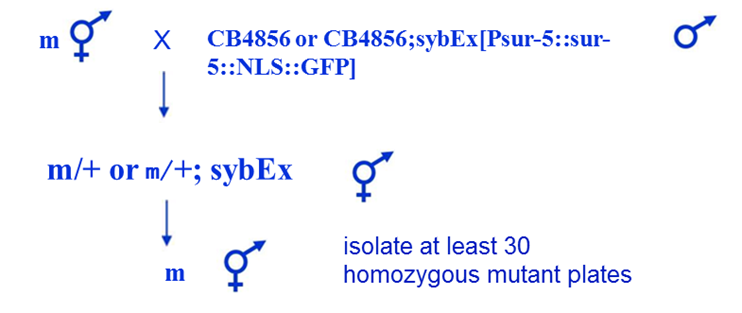 m X CB4856 or CB4856;sybEx[Psur-5::sur-
5::NLS::GFP]
m/+ or m/+; sybEx
isolate at least 30
m homozygous mutant plates